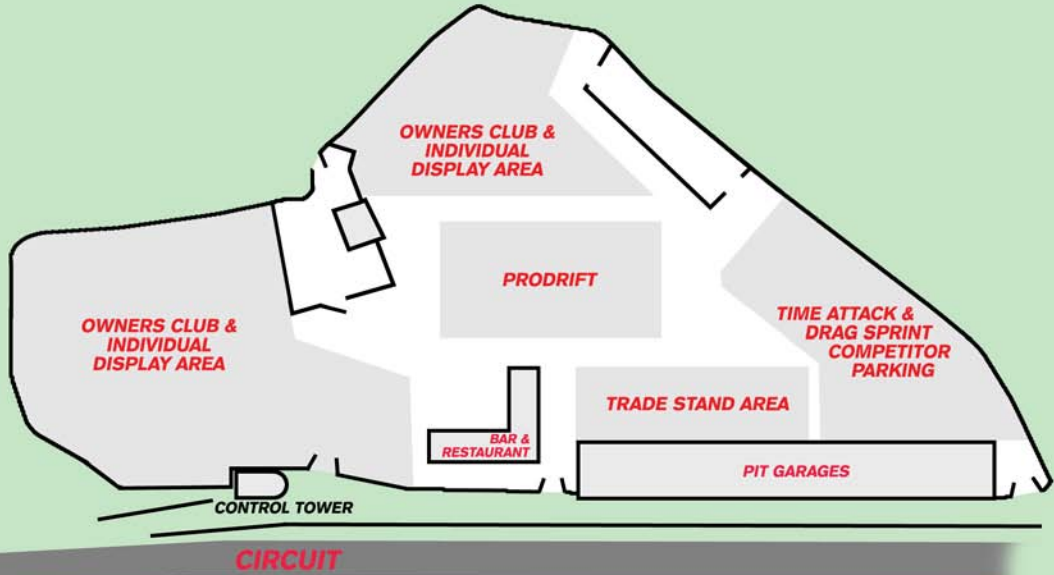 OWNERS CLUB &
INDIVIDUAL
DISPLAY AREA
PRODRIFT
OWNERS CLUB &
INDIVIDUAL
DISPLAY AREA
TIME ATTACK &
DRAG SPRINT
COMPETITOR
PARKING
TRADE STAND AREA
BAR &
RESTAURANT
PIT GARAGES
CONTROL TOWER
CIRCUIT